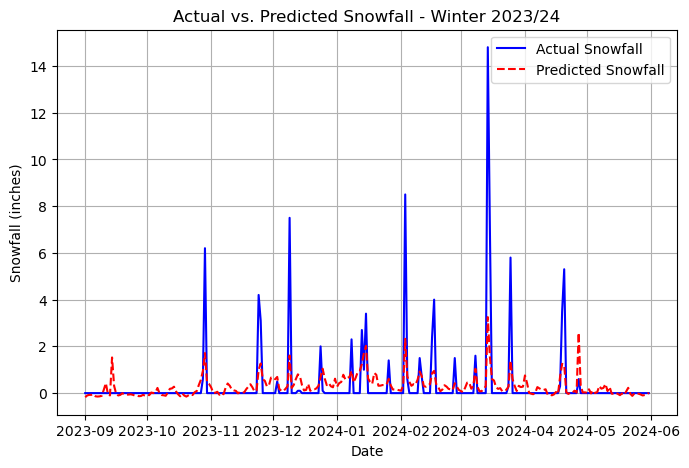 Actual vs. Predicted Snowfall - Winter 2023/24
Actual Snowfall
Predicted Snowfall
Snowfall (inches)
14
12
10
8
6
4
2
0
2023-09 2023-10 2023-11 2023-12 2024-01 2024-02 2024-03 2024-04 2024-05 2024-06
Date